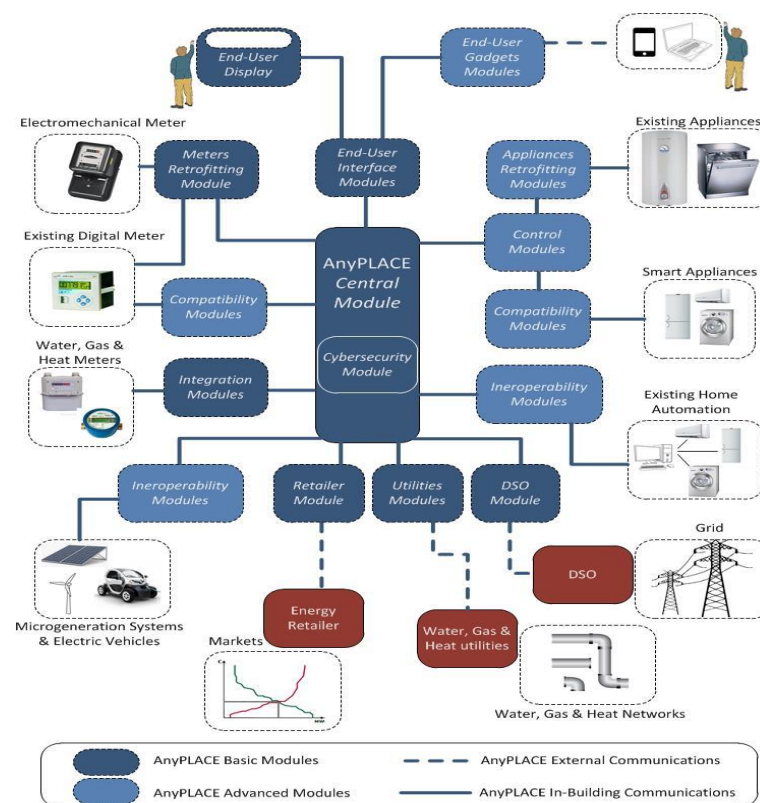 End-User
Display
End-User
Gadgets
Modules
Electromechanical Meter
Existing Appliances
Meters
Retrofitting
Module
End-User
Interface
Modules
Appliances
Retrofitting
Modules
Existing Digital Meter
Control
Modules
AnyPLACE
Central
Module
Smart Appliances
Compatibility
Modules
Compatibility
Modules
Water, Gas &
Heat Meters
Cybersecurity
Module
Integration
Modules
Ineroperability
Modules
Existing Home
Automation
Ineroperability
Modules
Retailer
Module
Utilities
Modules
DSO
Module
Grid
DSO
Microgeneration Systems
& Electric Vehicles
Energy
Retailer
Water, Gas &
Heat utilities
Markets
Water, Gas & Heat Networks
AnyPLACE Basic Modules
AnyPLACE External Communications
AnyPLACE Advanced Modules
AnyPLACE In-Building Communications